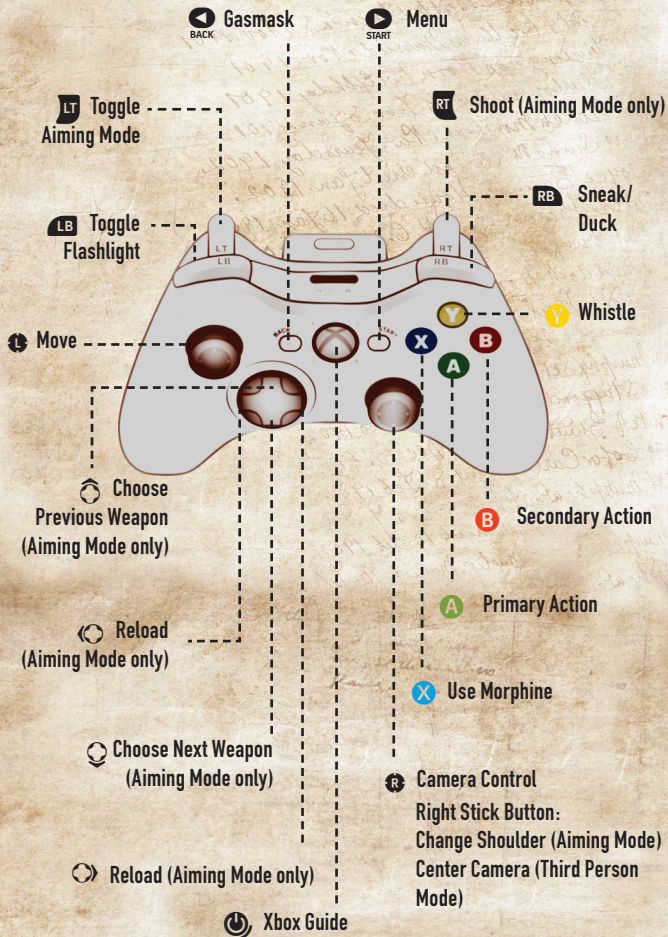 BACK Gasmask
START Menu
LT Toggle
Aiming Mode
RT Shoot (Aiming Mode only)
LB Toggle
Flashlight
RB Sneak/
Duck
LT
LB
RT
RB
Y Whistle
L Move
BACK
START
Y
X
B
A
Choose
Previous Weapon
(Aiming Mode only)
B Secondary Action
A Primary Action
Reload
(Aiming Mode only)
X Use Morphine
Choose Next Weapon
(Aiming Mode only)
R Camera Control
Right Stick Button:
Change Shoulder (Aiming Mode)
Center Camera (Third Person
Mode)
Reload (Aiming Mode only)
Xbox Guide